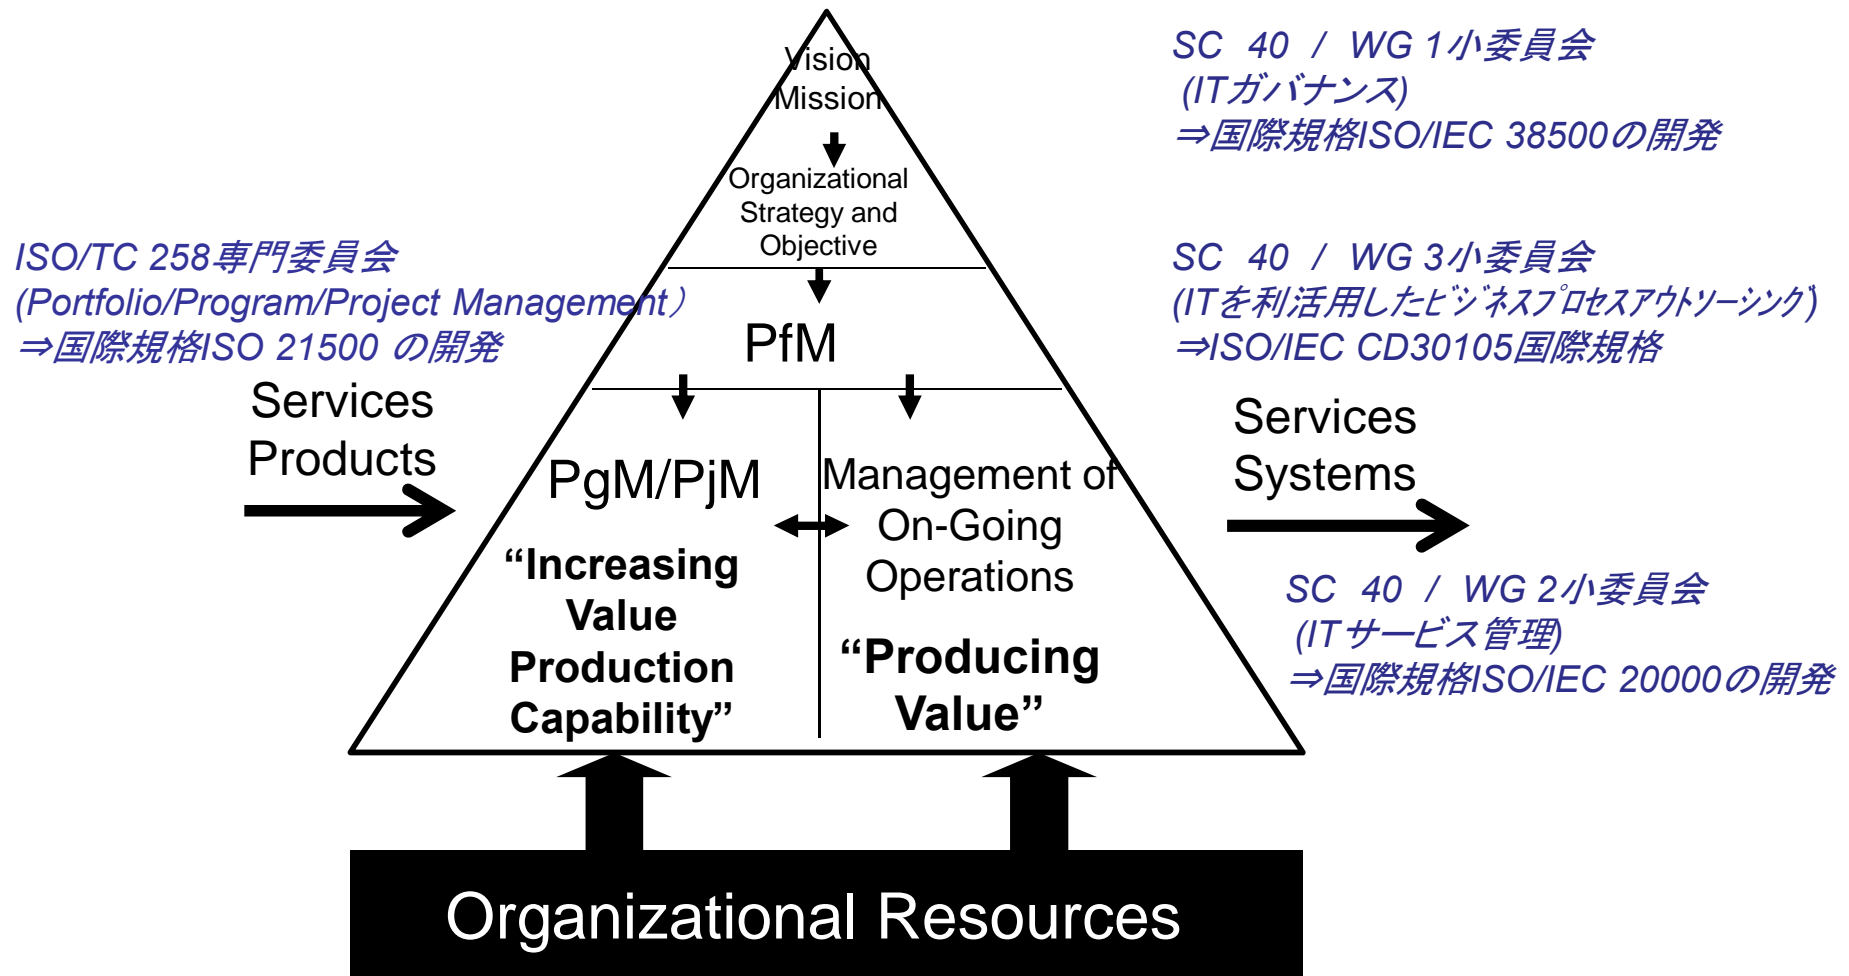 Vision
Mission
Organizational
Strategy and
Objective
PfM
PgM/PjM
“Increasing
Value
Production
Capability”
Management of
On-Going
Operations
“Producing
Value”
Organizational Resources
ISO/TC 258専門委員会
(Portfolio/Program/Project Management）
⇒国際規格ISO 21500 の開発
Services
Products
SC 40 / WG 1小委員会
(ITガバナンス)
⇒国際規格ISO/IEC 38500の開発
SC 40 / WG 3小委員会
(ITを利活用したﾋﾞｼﾞﾈｽﾌﾟﾛｾｽｱｳﾄｿｰｼﾝｸﾞ)
⇒ISO/IEC CD30105国際規格
Services
Systems
SC 40 / WG 2小委員会
(ITサービス管理)
⇒国際規格ISO/IEC 20000の開発